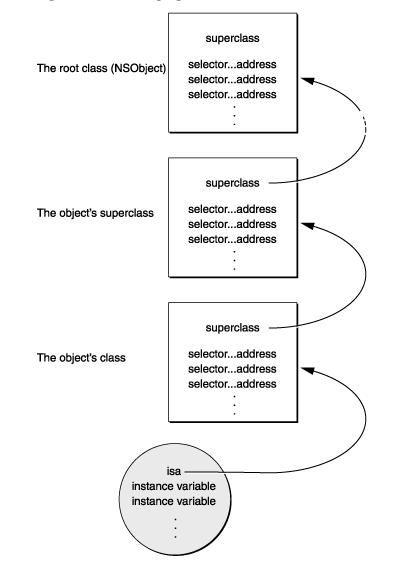 superclass
The root class (NSObject)
selector...address
selector...address
selector...address
.
.
.
superclass
The object's superclass
selector...address
selector...address
selector...address
.
.
.
superclass
The object's class
selector...address
selector...address
selector...address
.
.
.
isa
instance variable
instance variable
.
.
.